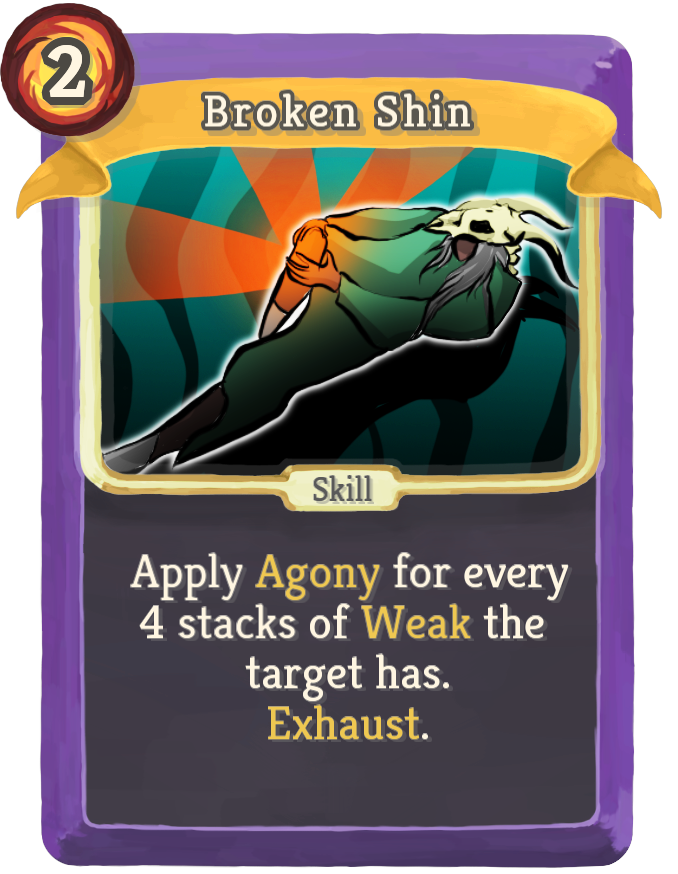 2
Broken Shin
Skill
Apply Agony for every
4 stacks of Weak the
target has.
Exhaust.